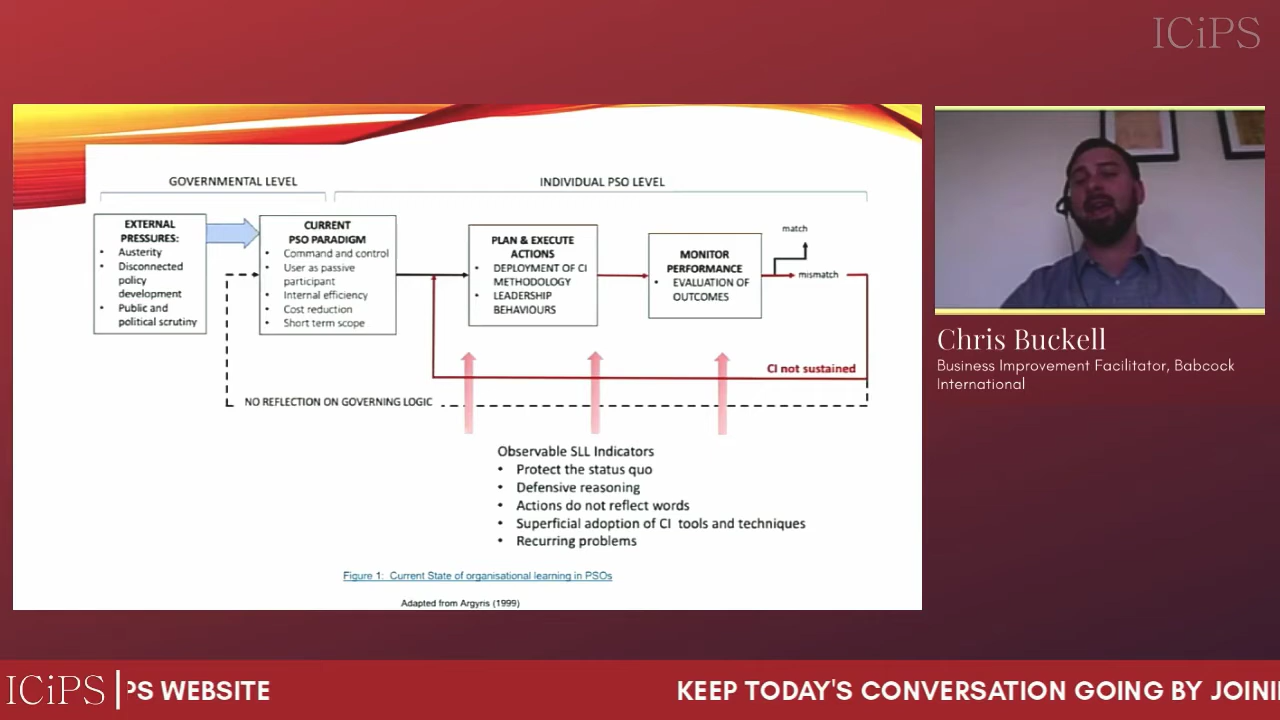 ICiPS
GOVERNMENTAL LEVEL
INDIVIDUAL PSO LEVEL
EXTERNAL
PRESSURES:
• Austerity
• Disconnected
policy
development
• Public and
political scrutiny
CURRENT
PSO PARADIGM
• Command and control
• User as passive
participant
• Internal efficiency
• Cost reduction
• Short term scope
PLAN & EXECUTE
ACTIONS
• DEPLOYMENT OF CI
METHODOLOGY
• LEADERSHIP
BEHAVIOURS
MONITOR
PERFORMANCE
• EVALUATION OF
OUTCOMES
match
mismatch
CI not sustained
NO REFLECTION ON GOVERNING LOGIC
Observable SLL Indicators
• Protect the status quo
• Defensive reasoning
• Actions do not reflect words
• Superficial adoption of CI tools and techniques
• Recurring problems
Figure 1: Current State of organisational learning in PSOs
Adapted from Argyris (1999)
Chris Buckell
Business Improvement Facilitator, Babcock
International
ICiPS PS WEBSITE KEEP TODAY'S CONVERSATION GOING BY JOINI